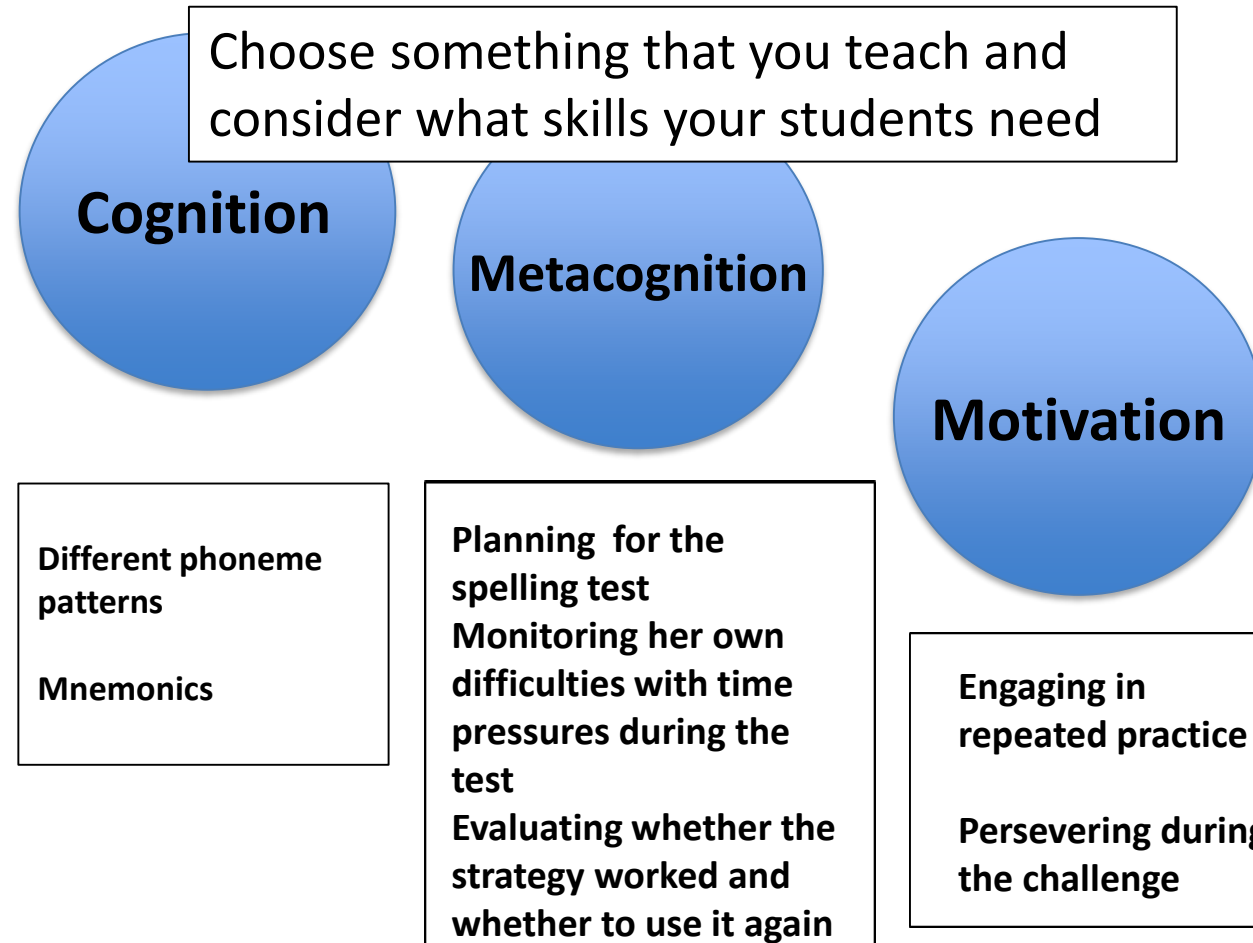 Choose something that you teach and
consider what skills your students need
Cognition
Metacognition
Motivation
Different phoneme
patterns
Mnemonics
Planning for the
spelling test
Monitoring her own
difficulties with time
pressures during the
test
Evaluating whether the
strategy worked and
whether to use it again
Engaging in
repeated practice
Persevering during
the challenge